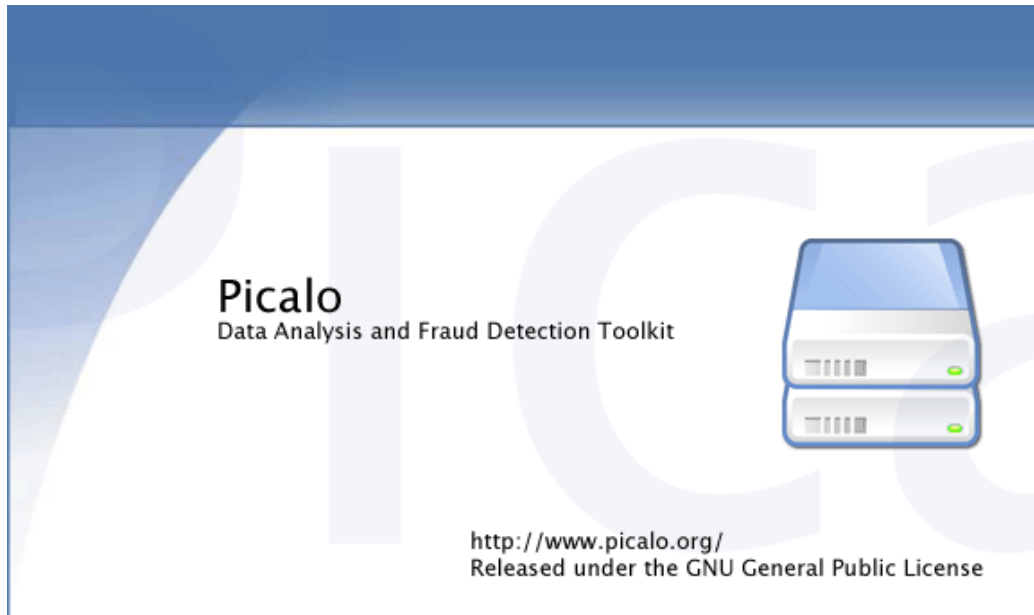 Picalo
Data Analysis and Fraud Detection Toolkit
http://www.picalo.org/
Released under the GNU General Public License